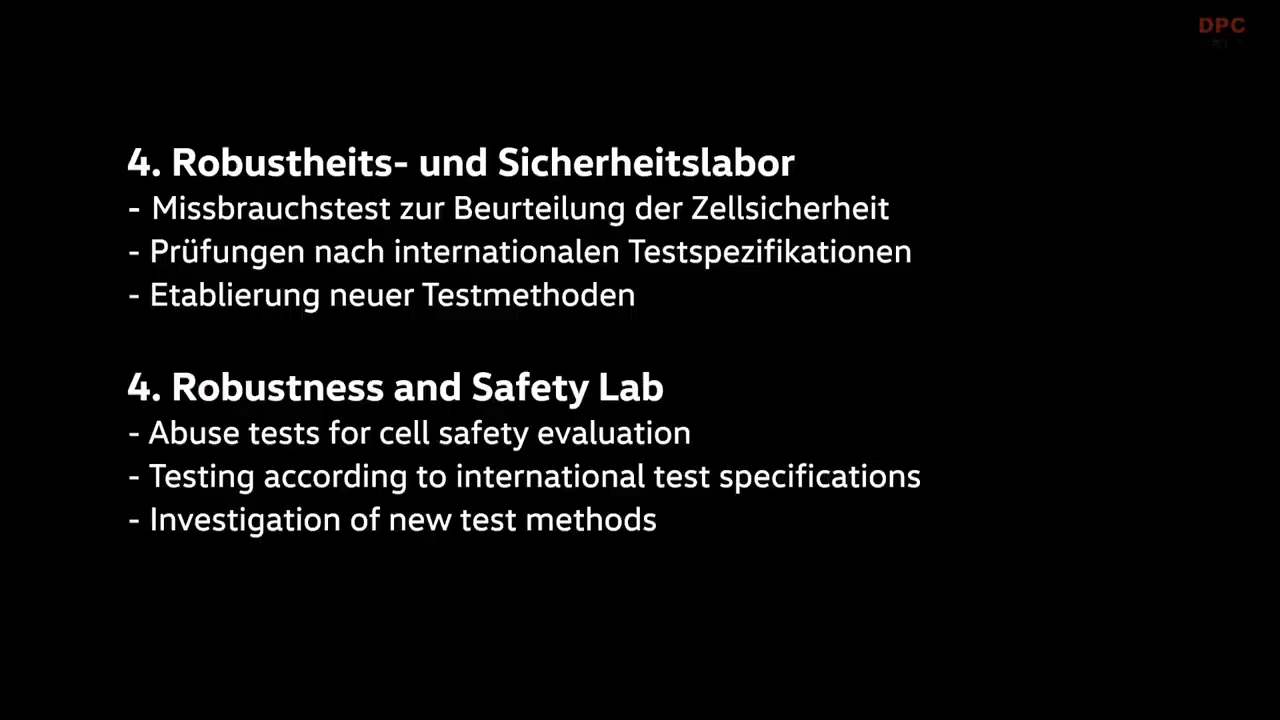 DPC
4. Robustheits- und Sicherheitslabor
- Missbrauchstest zur Beurteilung der Zellsicherheit
- Prüfungen nach internationalen Testspezifikationen
- Etablierung neuer Testmethoden
4. Robustness and Safety Lab
- Abuse tests for cell safety evaluation
- Testing according to international test specifications
- Investigation of new test methods